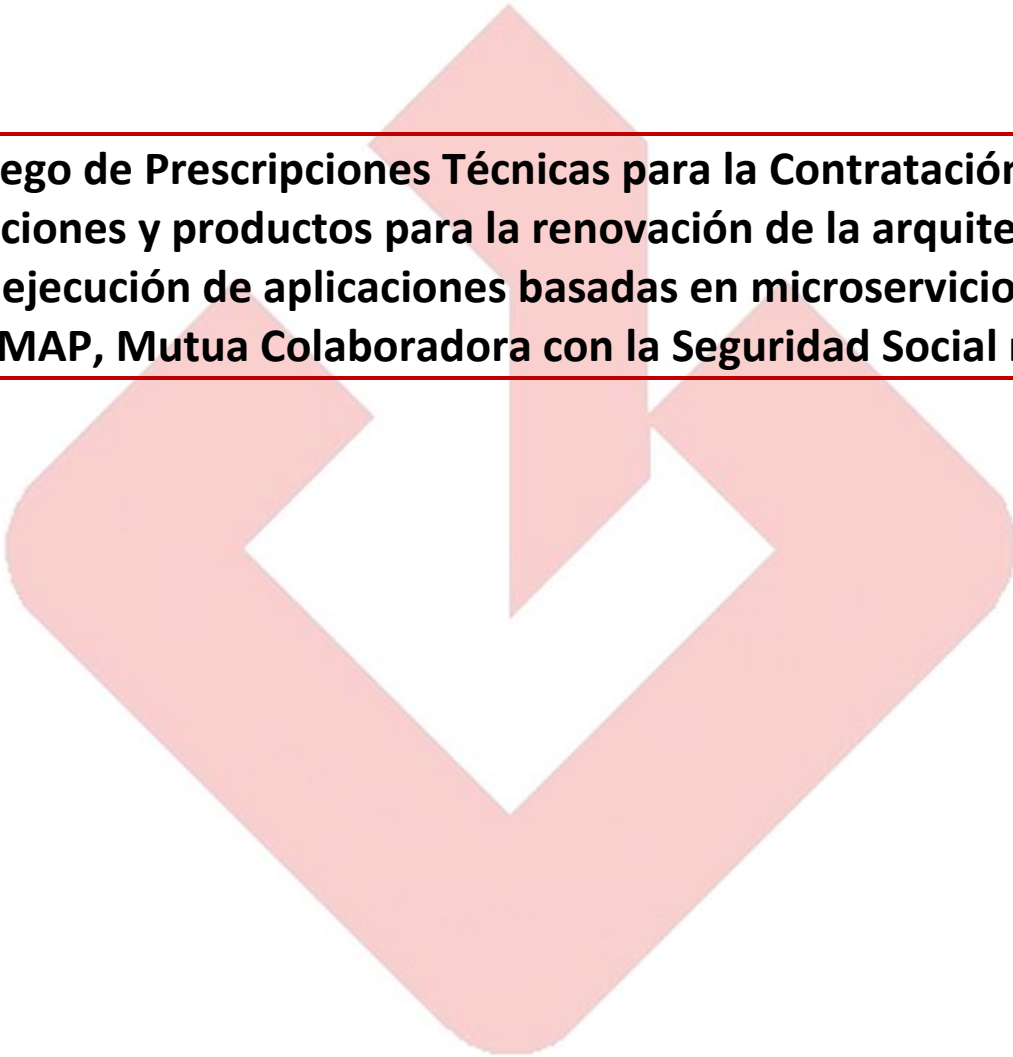 ego de Prescripciones Técnicas para la Contratación
ciones y productos para la renovación de la arquite
ejecución de aplicaciones basadas en microservicio
MAP, Mutua Colaboradora con la Seguridad Social